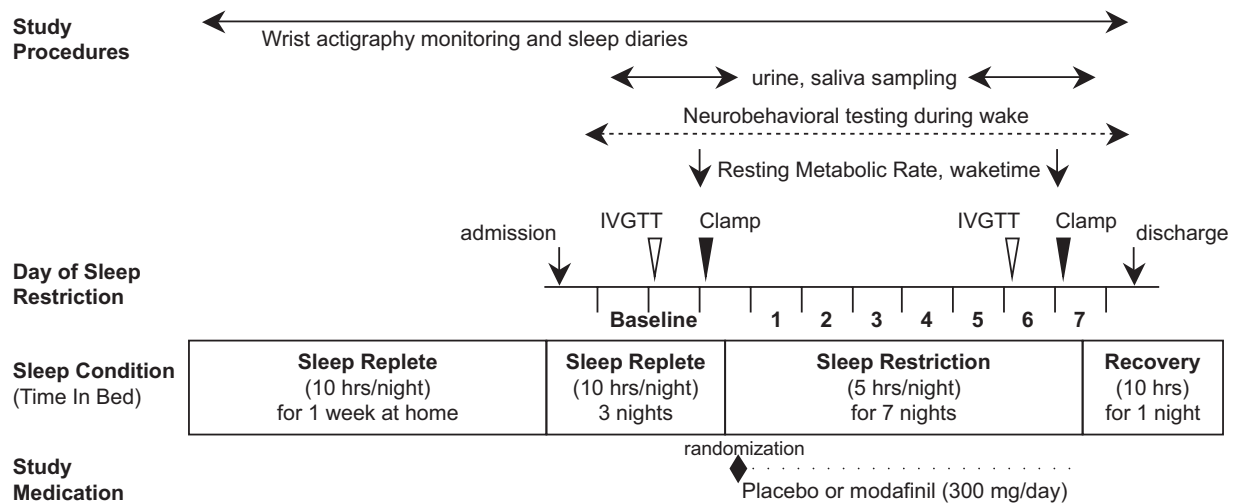 Study
Procedures
Wrist actigraphy monitoring and sleep diaries
urine, saliva sampling
Neurobehavioral testing during wake
Resting Metabolic Rate, waketime
admission
IVGTT
Clamp
IVGTT
Clamp
discharge
Day of Sleep
Restriction
Baseline 1 2 3 4 5 6 7
Sleep Condition
(Time In Bed)
Sleep Replete
(10 hrs/night)
for 1 week at home
Sleep Replete
(10 hrs/night)
3 nights
Sleep Restriction
(5 hrs/night)
for 7 nights
Recovery
(10 hrs)
for 1 night
Study
Medication
randomization
Placebo or modafinil (300 mg/day)